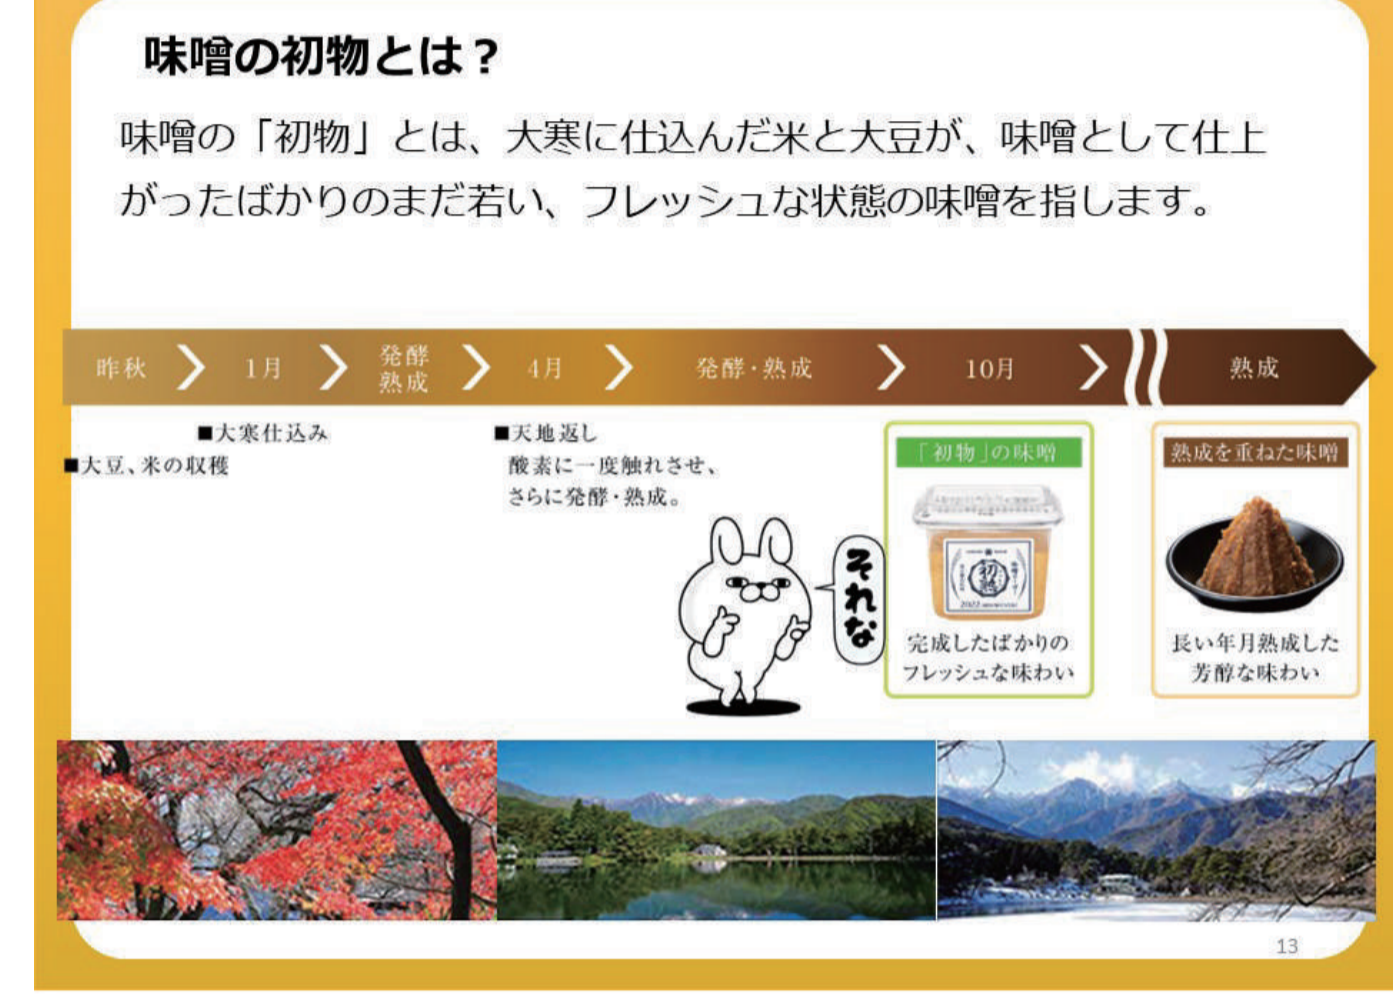 味噌の初物とは？
味噌の「初物」とは、大寒に仕込んだ米と大豆が、味噌として仕上
がったばかりのまだ若い、フレッシュな状態の味噌を指します。
昨秋
1月
発酵
熟成
4月
発酵・熟成
10月
熟成
■大寒仕込み
■大豆、米の収穫
■天地返し
酸素に一度触れさせ、
さらに発酵・熟成。
それな
「初物」の味噌
初熟
2022
完成したばかりの
フレッシュな味わい
熟成を重ねた味噌
長い年月熟成した
芳醇な味わい
13